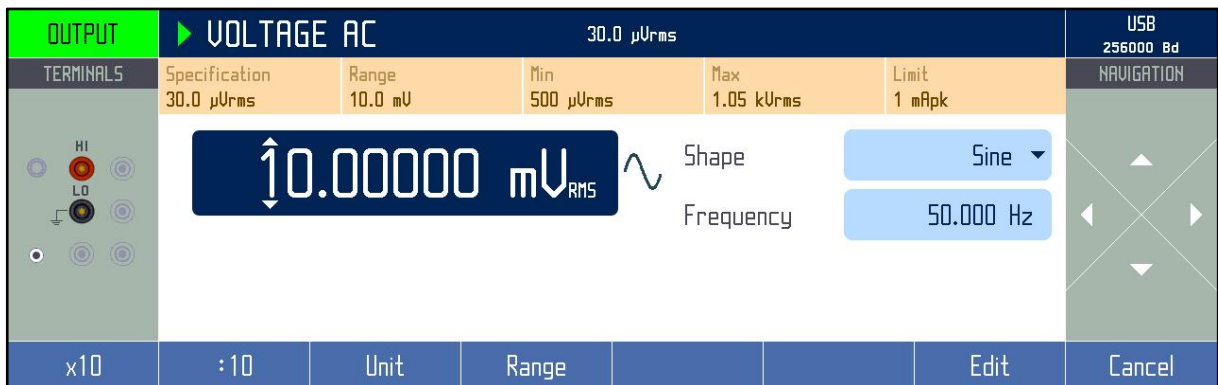 OUTPUT
VOLTAGE AC
30.0 µVrms
USB
256000 Bd
TERMINALS
Specification
30.0 µVrms
Range
10.0 mV
Min
500 µVrms
Max
1.05 kVrms
Limit
1 mApk
NAVIGATION
HI
LO
10.00000 mVRMS
Shape
Sine
Frequency
50.000 Hz
x10
:10
Unit
Range
Edit
Cancel